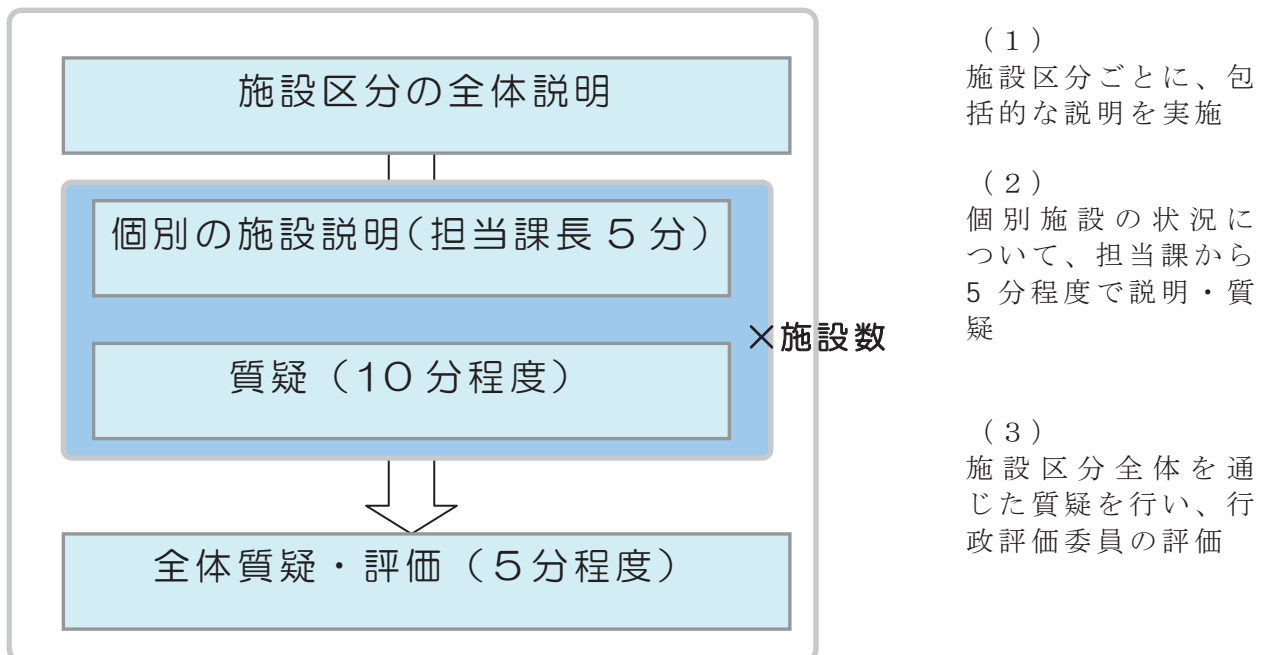 施設区分の全体説明
個別の施設説明(担当課長5分)
質疑（10分程度）
×施設数
全体質疑・評価（5分程度）
（1）
施設区分ごとに、包
括的な説明を実施
（2）
個別施設の状況に
ついて、担当課から
5 分程度で説明・質
疑
（3）
施設区分全体を通
じた質疑を行い、行
政評価委員の評価